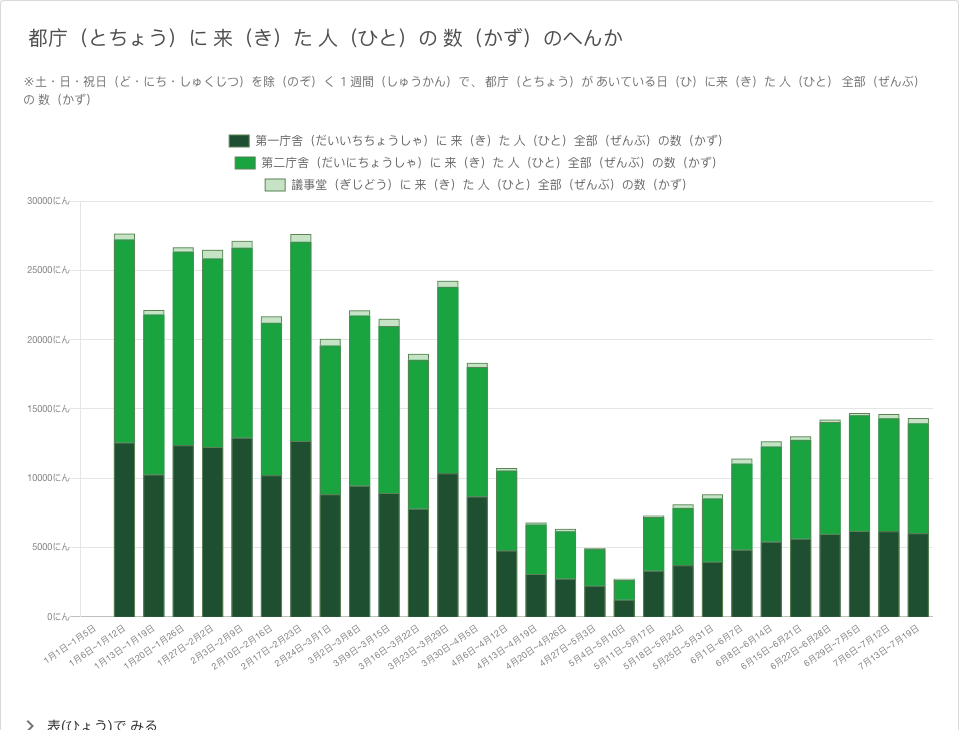 都庁（とちょう）に 来（き）た 人（ひと）の 数（かず）のへんか
※土・日・祝日（ど・にち・しゅくじつ）を除（のぞ）く 1 週間（しゅうかん）で、 都庁（とちょう）が あいている日（ひ）に来（き）た 人（ひと） 全部（ぜんぶ）
の 数（かず）
第一庁舎（だいいちちょうしゃ）に 来（き）た 人（ひと）全部（ぜんぶ）の数（かず）
第二庁舎（だいにちょうしゃ）に 来（き）た 人（ひと）全部（ぜんぶ）の数（かず）
議事堂（ぎじどう）に 来（き）た 人（ひと）全部（ぜんぶ）の数（かず）
30000にん
25000にん
20000にん
15000にん
10000にん
5000にん
0にん
1月1日~1月5日
1月6日~1月12日
1月13日~1月19日
1月20日~1月26日
1月27日~2月2日
2月3日~2月9日
2月10日~2月16日
2月17日~2月23日
2月24日~3月1日
3月2日~3月8日
3月9日~3月15日
3月16日~3月22日
3月23日~3月29日
3月30日~4月5日
4月6日~4月12日
4月13日~4月19日
4月20日~4月26日
4月27日~5月3日
5月4日~5月10日
5月11日~5月17日
5月18日~5月24日
5月25日~5月31日
6月1日~6月7日
6月8日~6月14日
6月15日~6月21日
6月22日~6月28日
6月29日~7月5日
7月6日~7月12日
7月13日~7月19日
表(ひょう)で みる